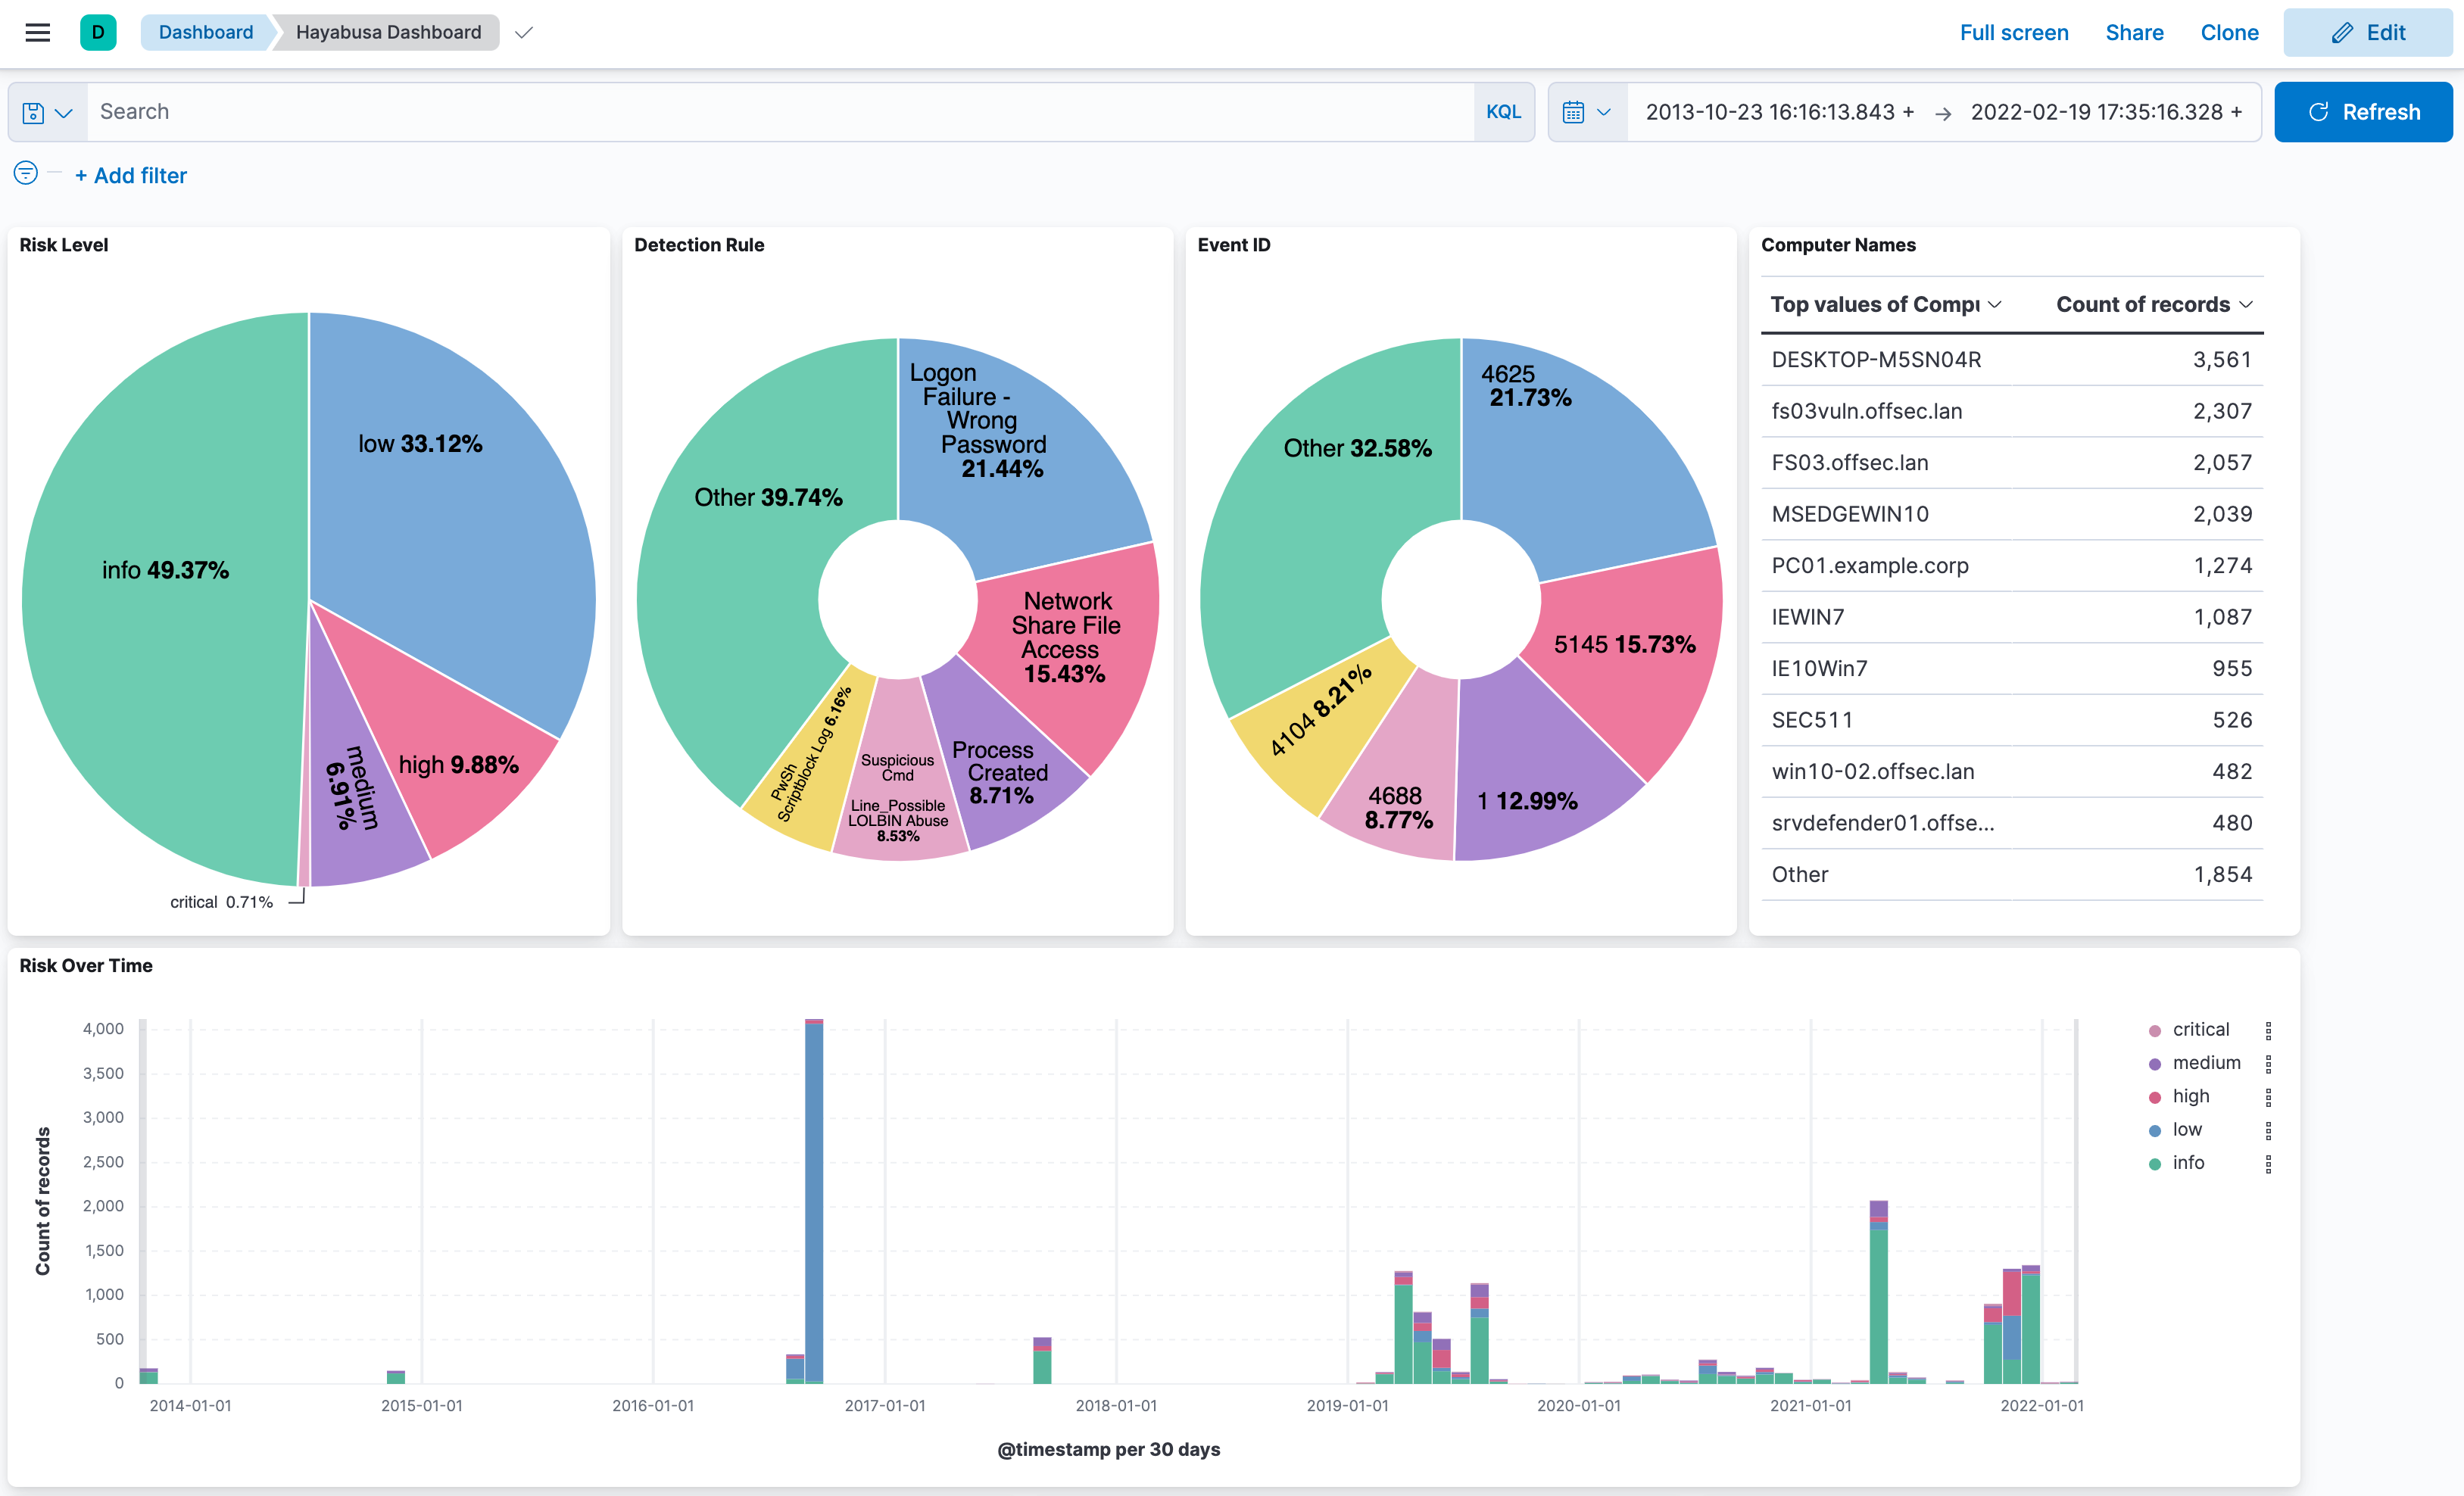 D Dashboard Hayabusa Dashboard Full screen Share Clone Edit
Search KQL 2013-10-23 16:16:13.843 + → 2022-02-19 17:35:16.328 + Refresh
+ Add filter
Risk Level
low 33.12%
info 49.37%
high 9.88%
medium
6.91%
critical 0.71%
Detection Rule
Logon
Failure -
Wrong
Password
21.44%
Other 39.74%
Network
Share File
Access
15.43%
Process
Created
8.71%
Suspicious
Cmd
Line_Possible
LOLBIN Abuse
8.53%
PwSh
Scriptblock Log 6.16%
Event ID
4625
21.73%
Other 32.58%
5145 15.73%
1 12.99%
4688
8.77%
4104 8.21%
Computer Names
Top values of Compu Count of records
DESKTOP-M5SN04R 3,561
fs03vuln.offsec.lan 2,307
FS03.offsec.lan 2,057
MSEDGEWIN10 2,039
PC01.example.corp 1,274
IEWIN7 1,087
IE10Win7 955
SEC511 526
win10-02.offsec.lan 482
srvdefender01.offse... 480
Other 1,854
Risk Over Time
Count of records
4,000
3,500
3,000
2,500
2,000
1,500
1,000
500
0
2014-01-01 2015-01-01 2016-01-01 2017-01-01 2018-01-01 2019-01-01 2020-01-01 2021-01-01 2022-01-01
@timestamp per 30 days
critical
medium
high
low
info